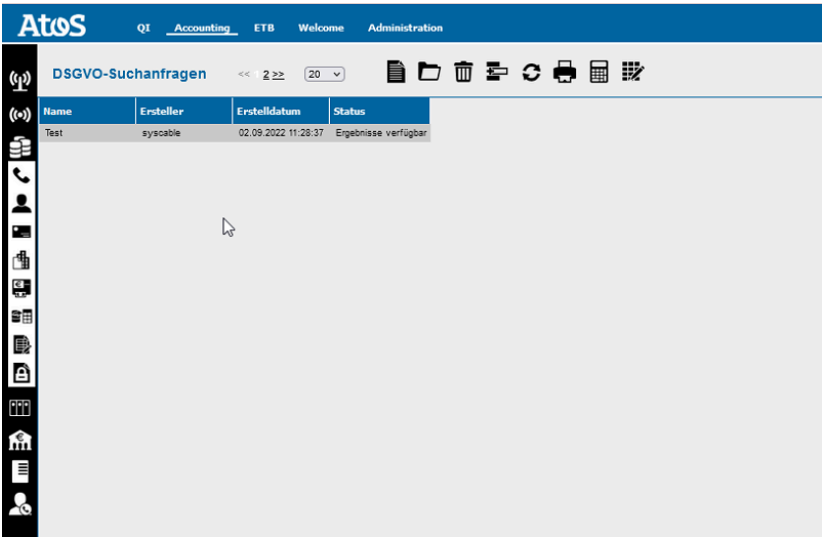 Atos QI Accounting ETB Welcome Administration
DSGVO-Suchanfragen << 2 >> 20
Name Ersteller Erstelldatum Status
Test syscable 02.09.2022 11:28:37 Ergebnisse verfügbar